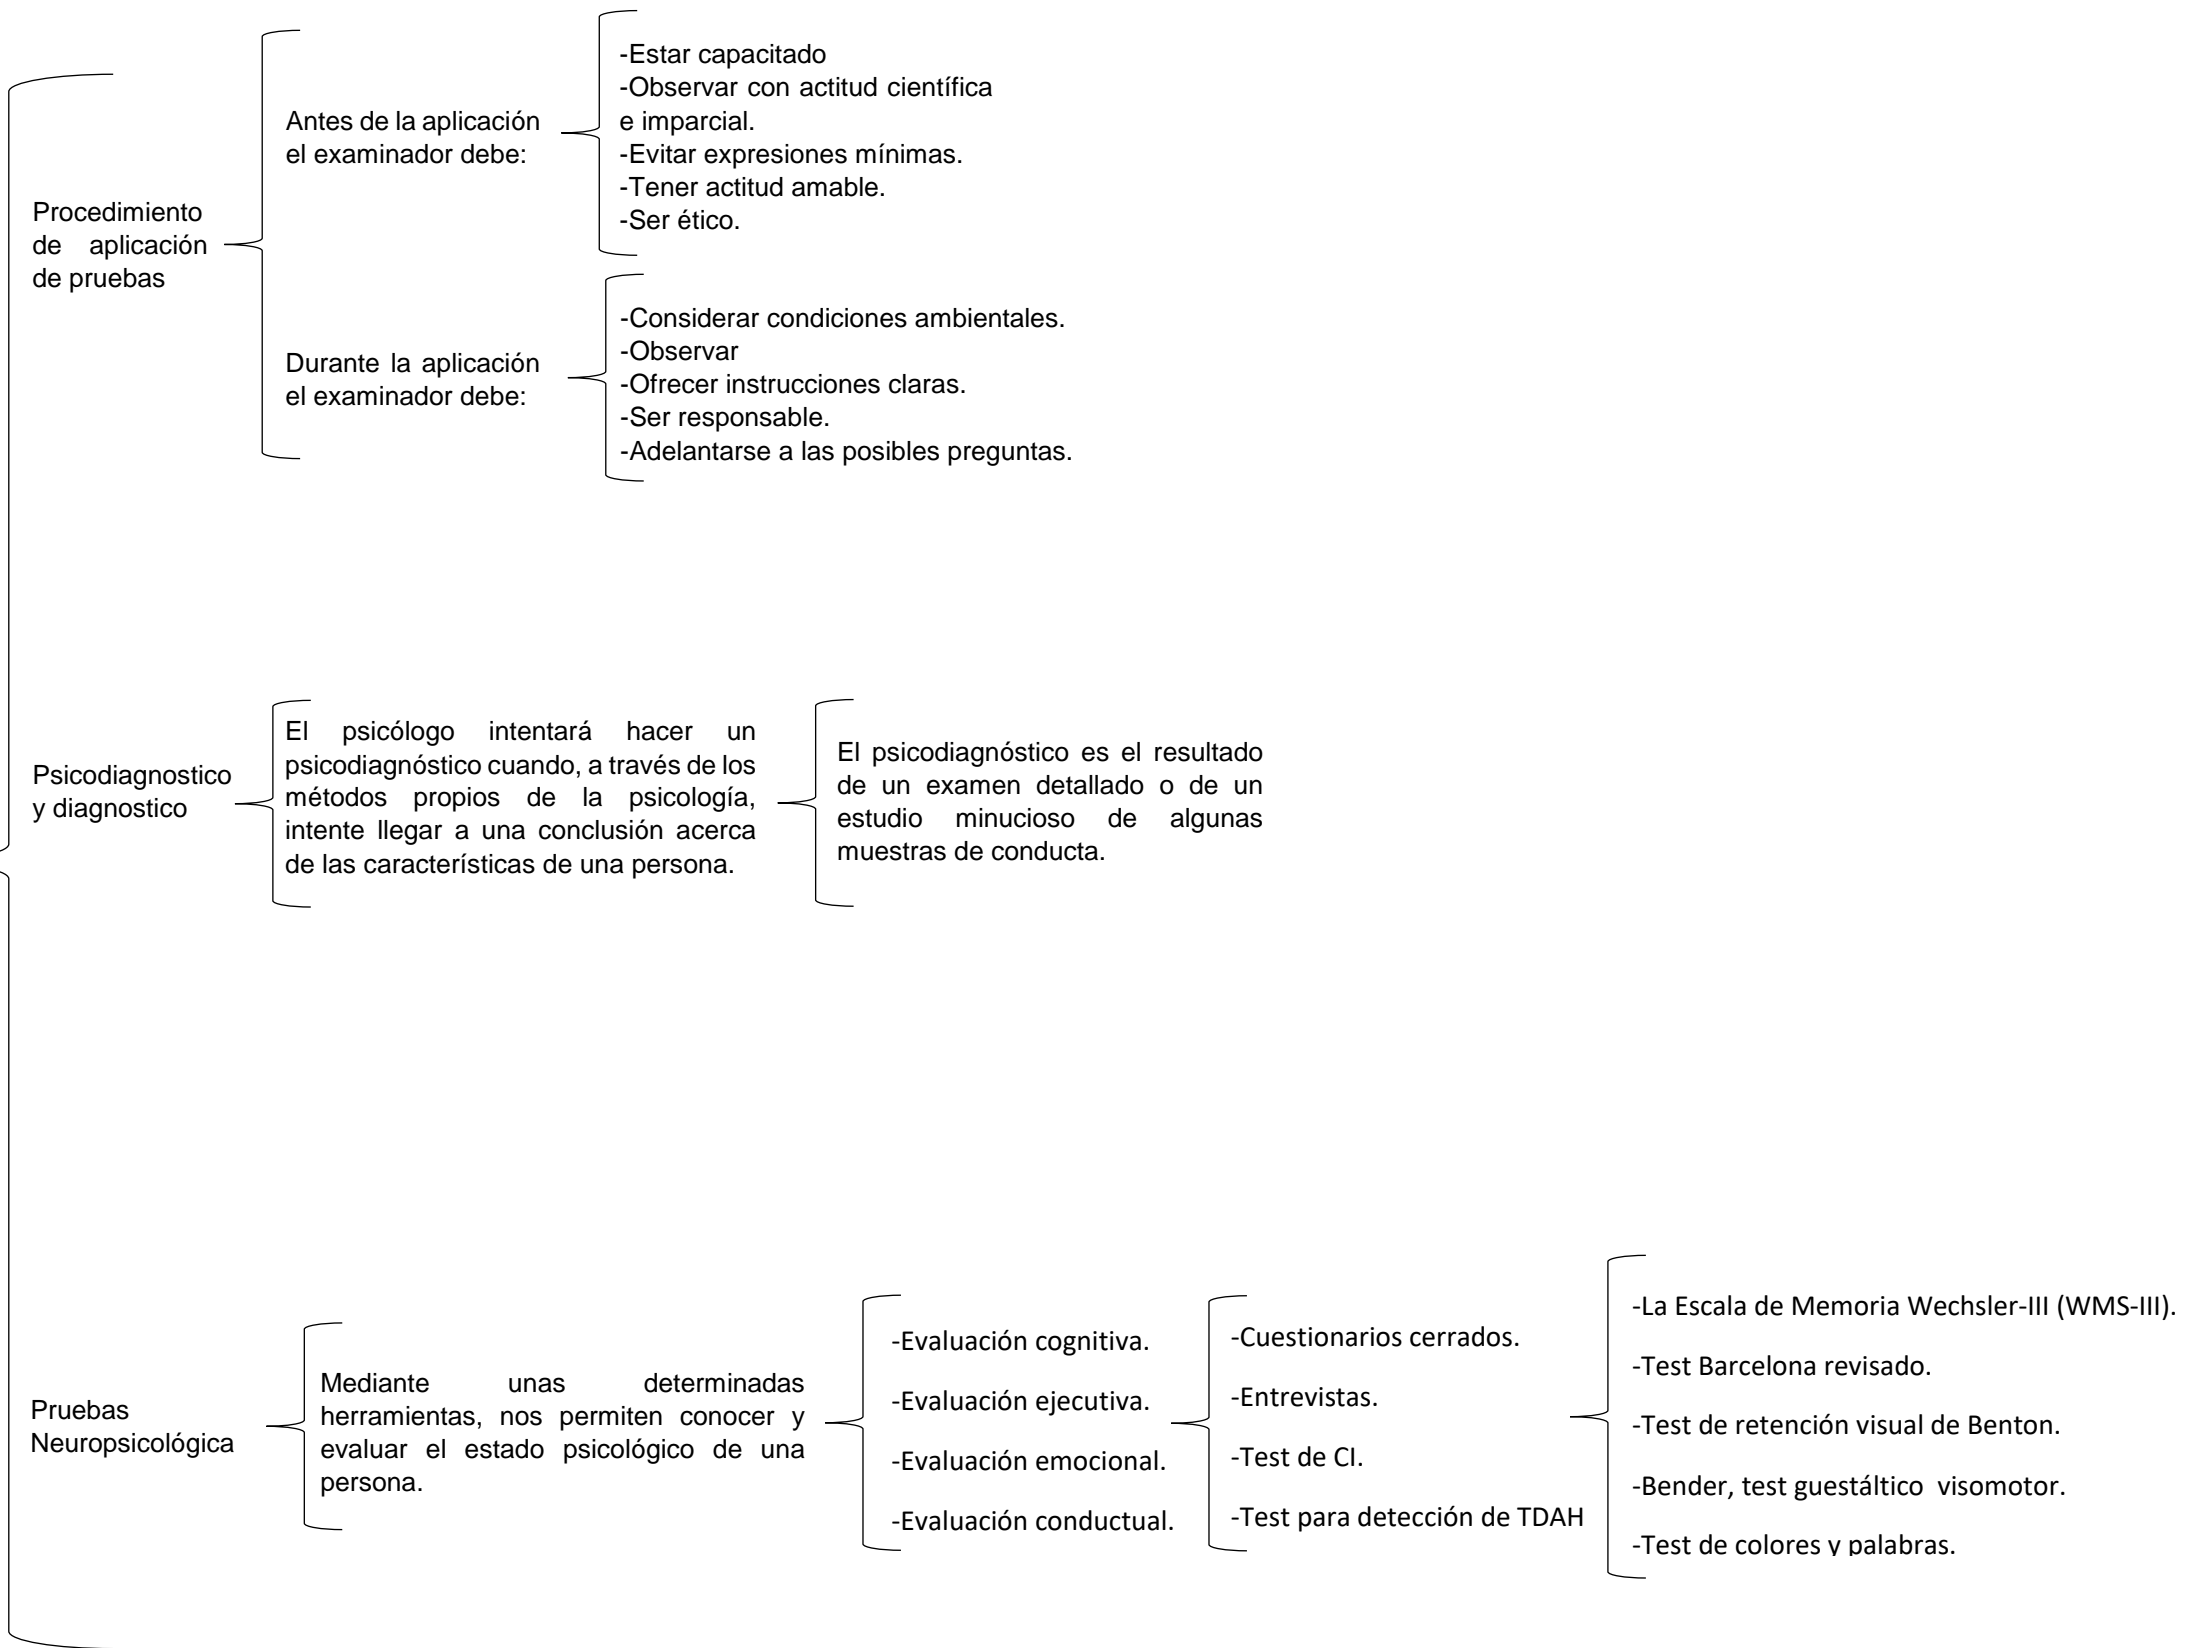 Procedimiento
de aplicación
de pruebas
Antes de la aplicación
el examinador debe:
-Estar capacitado
-Observar con actitud científica
e imparcial.
-Evitar expresiones mínimas.
-Tener actitud amable.
-Ser ético.
Durante la aplicación
el examinador debe:
-Considerar condiciones ambientales.
-Observar
-Ofrecer instrucciones claras.
-Ser responsable.
-Adelantarse a las posibles preguntas.
Psicodiagnostico
y diagnostico
El psicólogo intentará hacer un
psicodiagnóstico cuando, a través de los
métodos propios de la psicología,
intente llegar a una conclusión acerca
de las características de una persona.
El psicodiagnóstico es el resultado
de un examen detallado o de un
estudio minucioso de algunas
muestras de conducta.
Pruebas
Neuropsicológica
Mediante unas determinadas
herramientas, nos permiten conocer y
evaluar el estado psicológico de una
persona.
-Evaluación cognitiva.
-Evaluación ejecutiva.
-Evaluación emocional.
-Evaluación conductual.
-Cuestionarios cerrados.
-Entrevistas.
-Test de CI.
-Test para detección de TDAH
-La Escala de Memoria Wechsler-III (WMS-III).
-Test Barcelona revisado.
-Test de retención visual de Benton.
-Bender, test guestáltico  visomotor.
-Test de colores y palabras.